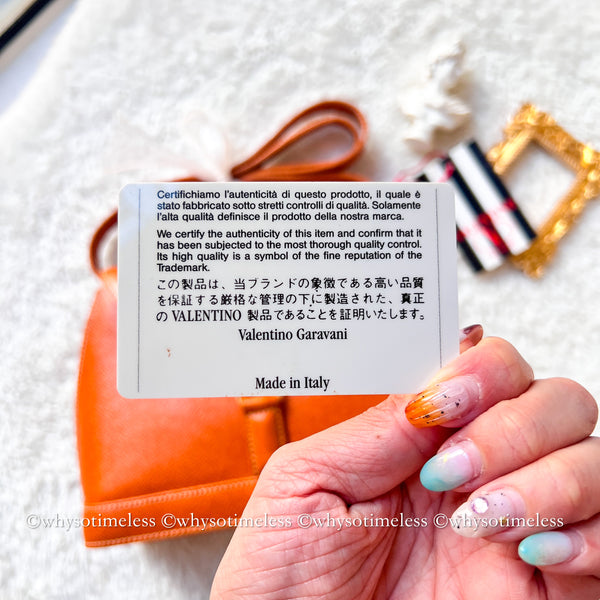 Certifichiamo l'autenticità di questo prodotto, il quale è
stato fabbricato sotto stretti controlli di qualità. Solamente
l'alta qualità definisce il prodotto della nostra marca.
We certify the authenticity of this item and confirm that it
has been subjected to the most thorough quality control.
Its high quality is a symbol of the fine reputation of the
Trademark.
この製品は、当ブランドの象徴である高い品質
を保証する厳格な管理の下に製造された、真正
の VALENTINO 製品であることを証明いたします。
Valentino Garavani
Made in Italy
©whysotimeless ©whysotimeless ©whysotimeless ©whysotimeless